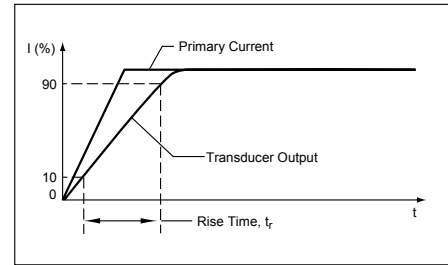 I (%)
Primary Current
90
Transducer Output
10
0
t
Rise Time, tr